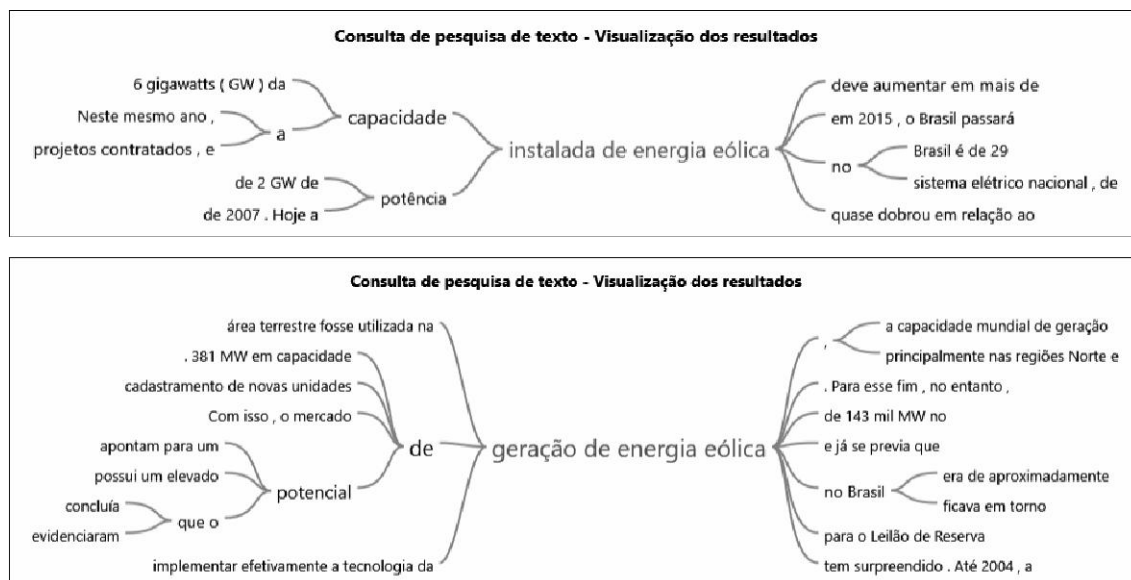 Consulta de pesquisa de texto - Visualização dos resultados
6 gigawatts ( GW ) da
Neste mesmo ano ,
projetos contratados , e
a
capacidade
de 2 GW de
de 2007 . Hoje a
potência
instalada de energia eólica
deve aumentar em mais de
em 2015 , o Brasil passará
no
Brasil é de 29
sistema elétrico nacional , de
quase dobrou em relação ao
Consulta de pesquisa de texto - Visualização dos resultados
área terrestre fosse utilizada na
. 381 MW em capacidade
cadastramento de novas unidades
Com isso , o mercado
apontam para um
possui um elevado
concluía
evidenciaram
que o
potencial
de
implementar efetivamente a tecnologia da
geração de energia eólica
,
a capacidade mundial de geração
principalmente nas regiões Norte e
. Para esse fim , no entanto ,
de 143 mil MW no
e já se previa que
no Brasil
era de aproximadamente
ficava em torno
para o Leilão de Reserva
tem surpreendido . Até 2004 , a